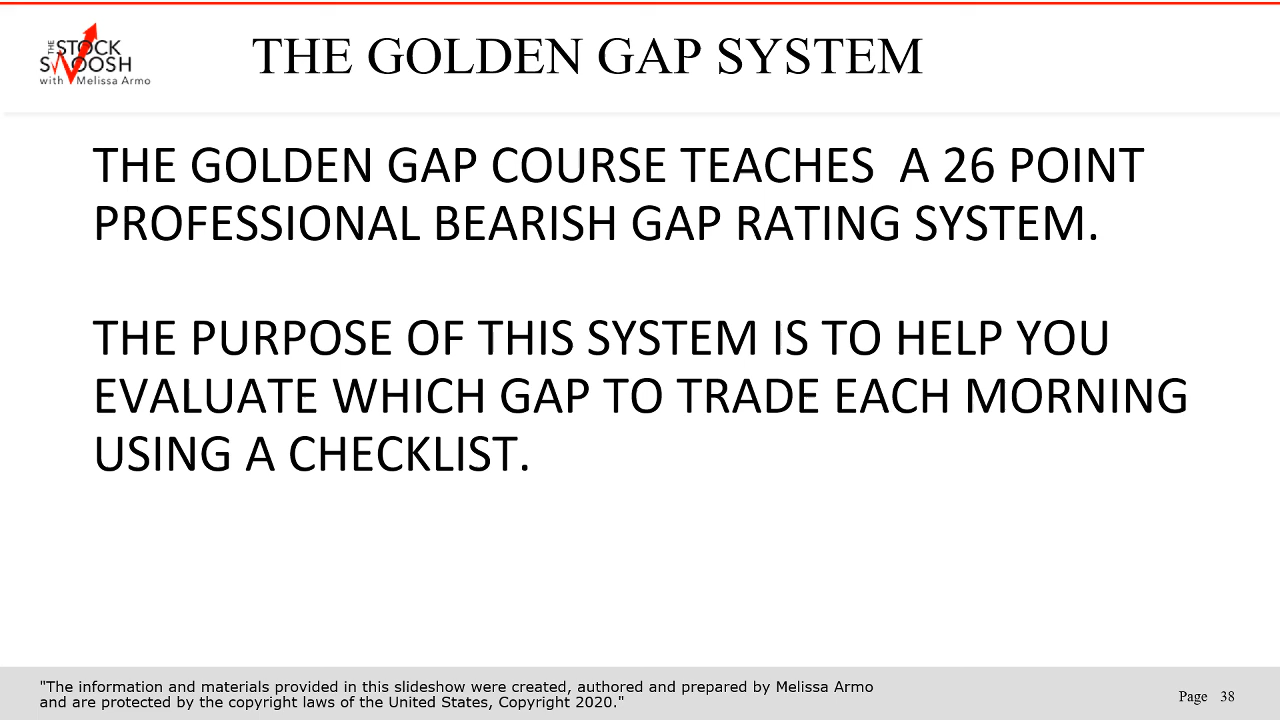 THE
STOCK
SWOOSH
with Melissa Armo
THE GOLDEN GAP SYSTEM
THE GOLDEN GAP COURSE TEACHES  A 26 POINT
PROFESSIONAL BEARISH GAP RATING SYSTEM.
THE PURPOSE OF THIS SYSTEM IS TO HELP YOU
EVALUATE WHICH GAP TO TRADE EACH MORNING
USING A CHECKLIST.
"The information and materials provided in this slideshow were created, authored and prepared by Melissa Armo
and are protected by the copyright laws of the United States, Copyright 2020."
Page 38